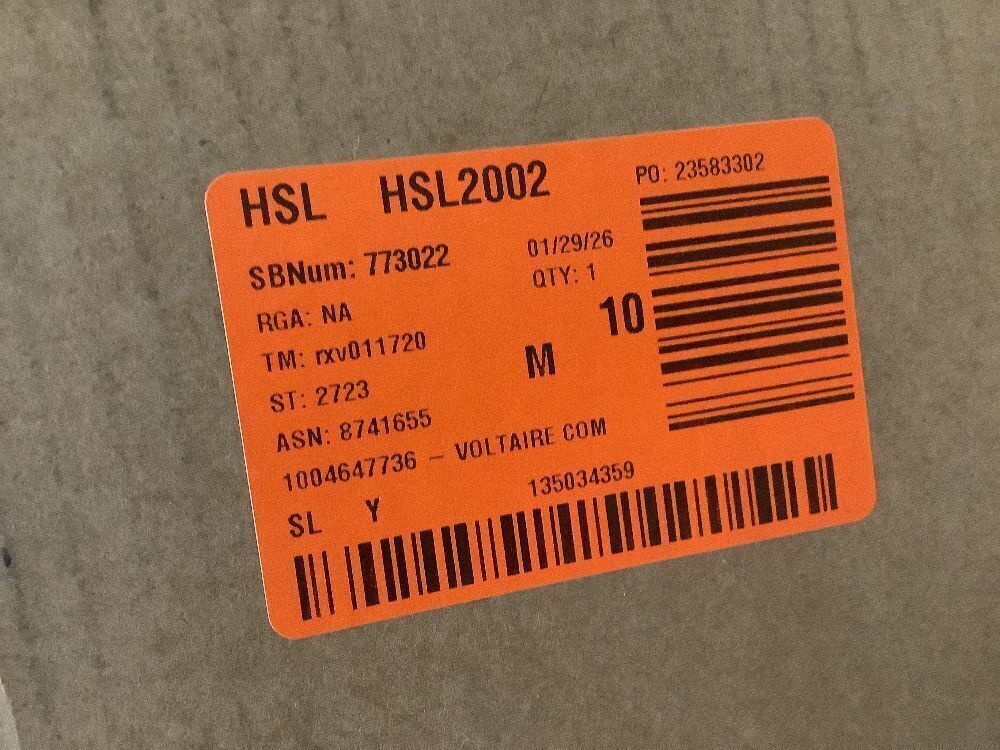 HSL HSL2002
PO: 23583302
SBNum: 773022
01/29/26
RGA: NA
QTY: 1
TM: rxv011720
10
ST: 2723
M
ASN: 8741655
1004647736 – VOLTAIRE COM
SL Y
135034359